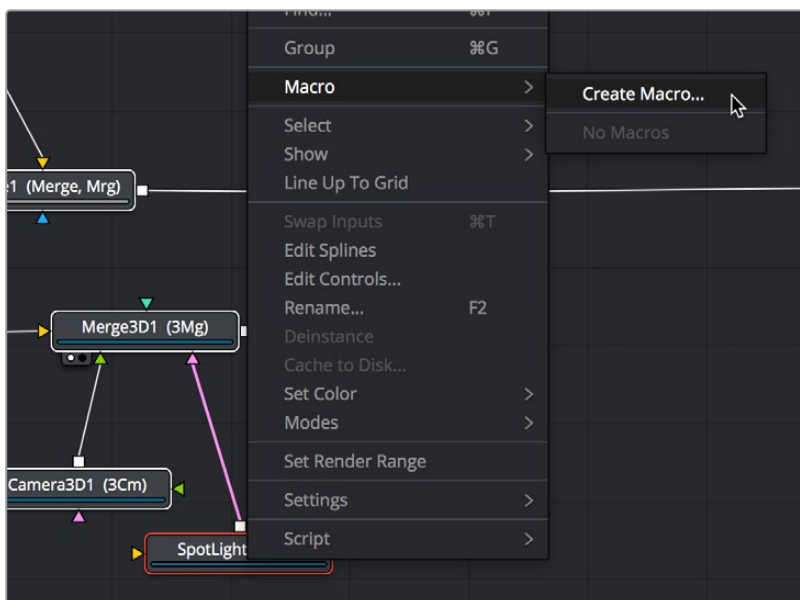 Group ⌘G
Macro >
Create Macro...
No Macros
Select >
Show >
Line Up To Grid
Swap Inputs ⌘T
Edit Splines
Edit Controls...
Rename... F2
Deinstance
Cache to Disk...
Set Color >
Modes >
Set Render Range
Settings >
Script >
(Merge, Mrg)
Merge3D1 (3Mg)
Camera3D1 (3Cm)
SpotLight